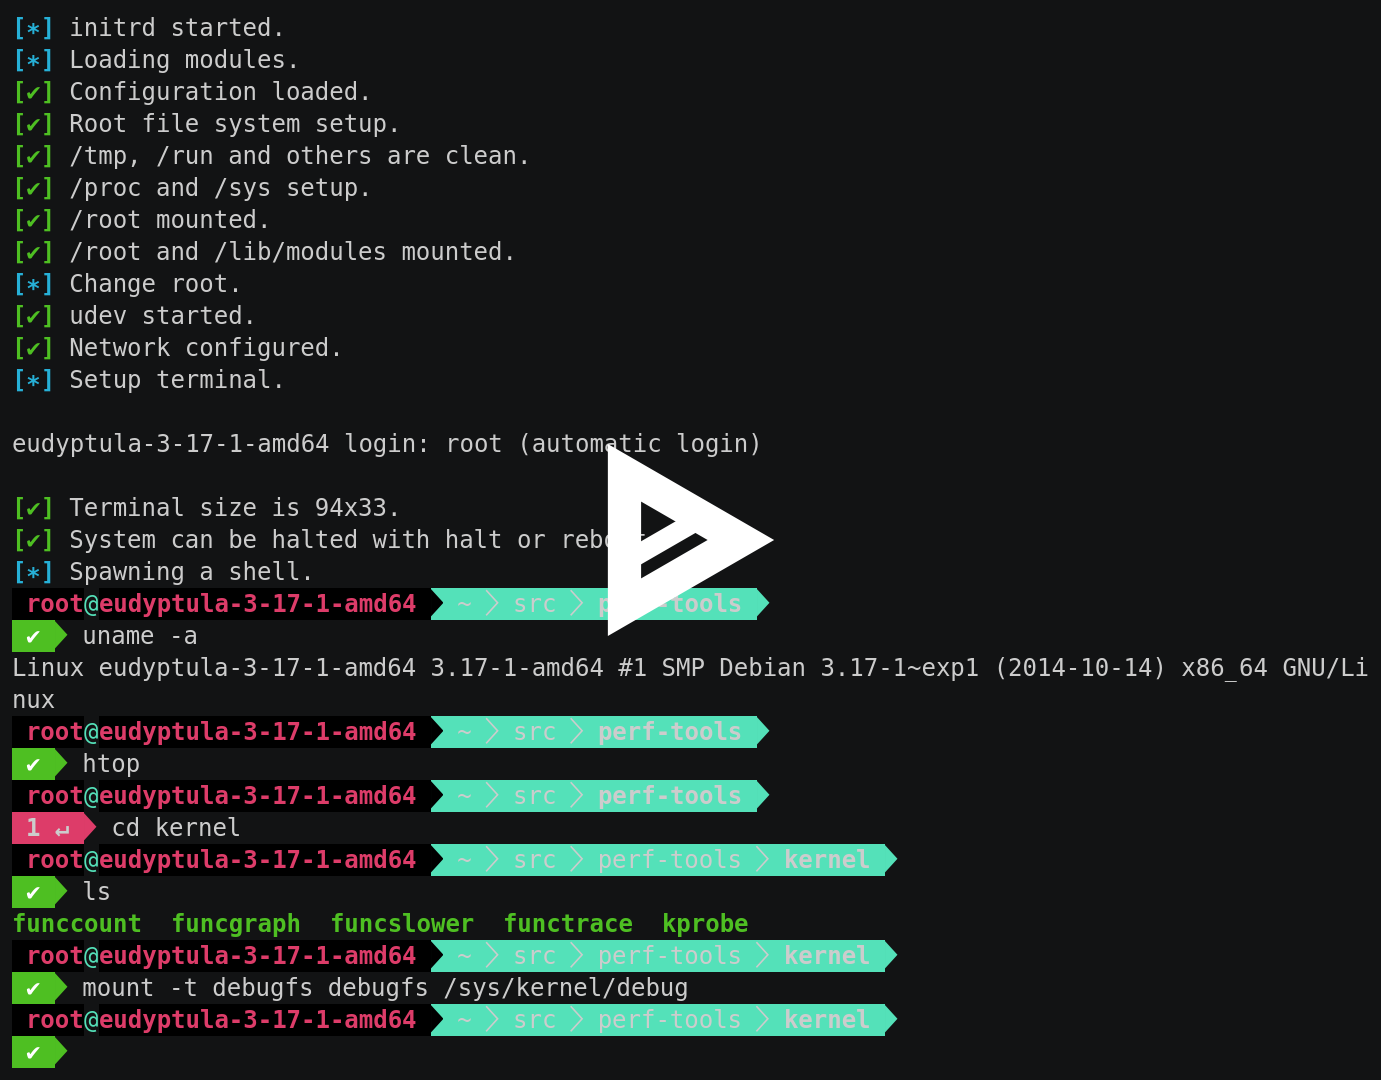 [*] initrd started.
[*] Loading modules.
[✔] Configuration loaded.
[✔] Root file system setup.
[✔] /tmp, /run and others are clean.
[✔] /proc and /sys setup.
[✔] /root mounted.
[✔] /root and /lib/modules mounted.
[*] Change root.
[✔] udev started.
[✔] Network configured.
[*] Setup terminal.
eudyptula-3-17-1-amd64 login: root (automatic login)
[✔] Terminal size is 94x33.
[✔] System can be halted with halt or
[*] Spawning a shell.
root@eudyptula-3-17-1-amd64 ~ src perf-tools
✔ uname -a
Linux eudyptula-3-17-1-amd64 3.17-1-amd64 #1 SMP Debian 3.17-1~exp1 (2014-10-14) x86_64 GNU/Li
nux
root@eudyptula-3-17-1-amd64 ~ src perf-tools
✔ htop
root@eudyptula-3-17-1-amd64 ~ src perf-tools
1 ↵ cd kernel
root@eudyptula-3-17-1-amd64 ~ src perf-tools kernel
✔ ls
funccount funcgraph funcslower functrace kprobe
root@eudyptula-3-17-1-amd64 ~ src perf-tools kernel
✔ mount -t debugfs debugfs /sys/kernel/debug
root@eudyptula-3-17-1-amd64 ~ src perf-tools kernel
✔